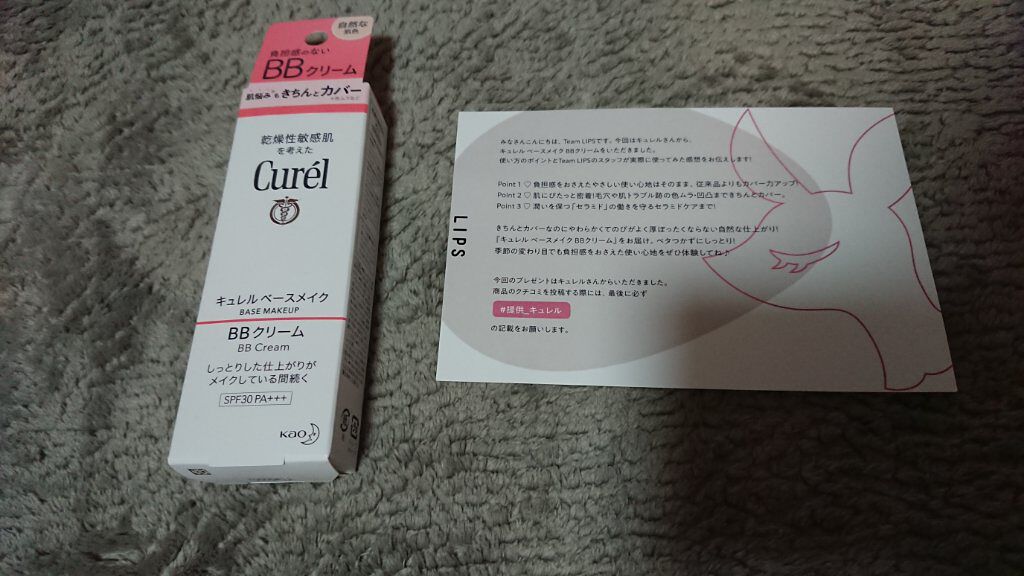 自然な
肌色
負担感のない
BBクリーム
肌悩み*もきちんとカバー
乾燥性敏感肌
を考えた
Curél
キュレル ベースメイク
BASE MAKEUP
BBクリーム
BB Cream
しっとりした仕上がりが
メイクしている間続く
SPF30 PA+++
Kao
LIPS
みなさんこんにちは、Team LIPSです。今回はキュレルさんから、
キュレル ベースメイク BBクリームをいただきました。
使い方のポイントとTeam LIPSのスタッフが実際に使ってみた感想をお伝えします!
Point 1 ♡ 負担感をおさえたやさしい使い心地はそのまま。従来品よりもカバー力アップ!
Point 2 ♡ 肌にぴたっと密着!毛穴や肌トラブル跡の色ムラ・凹凸まできちんとカバー。
Point 3 ♡ 潤いを保つ「セラミド」の働きを守るセラミドケアまで!
きちんとカバーなのにやわらかくてのびがよく厚ぼったくならない自然な仕上がり!
『キュレル ベースメイク BBクリーム』をお届け。ベタつかずにしっとり!
季節の変わり目でも負担感をおさえた使い心地をぜひ体験してね♪
今回のプレゼントはキュレルさんからいただきました。
商品のクチコミを投稿する際には、最後に必ず
#提供_キュレル
の記載をお願いします。